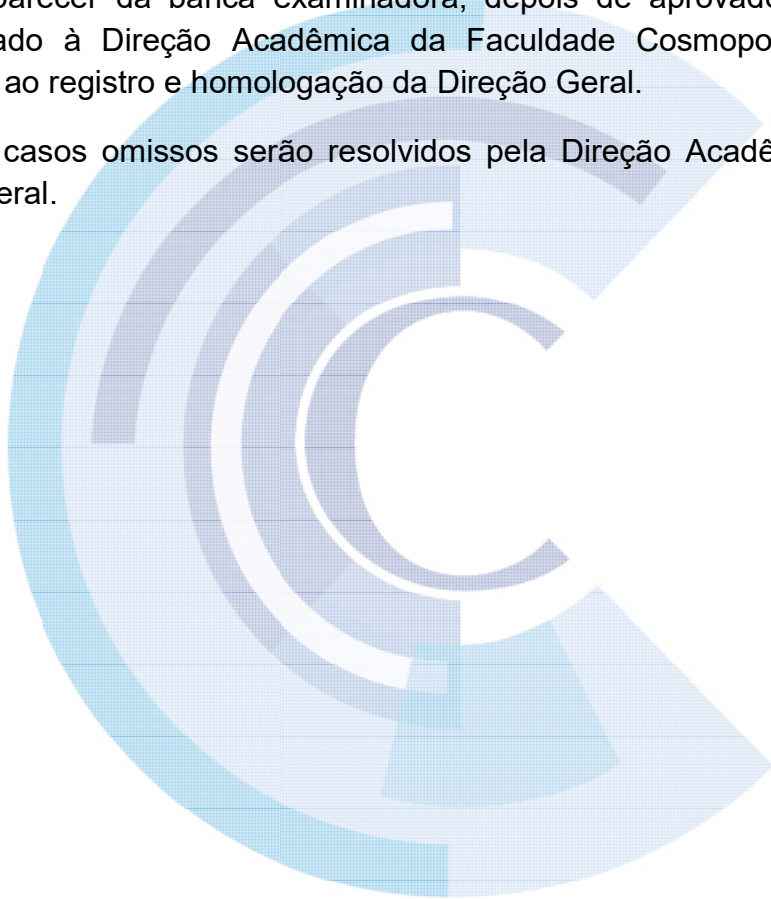 parecer da banca examinadora, depois de aprovado
ado à Direção Acadêmica da Faculdade Cosmopo
ao registro e homologação da Direção Geral.
casos omissos serão resolvidos pela Direção Acadê
eral.